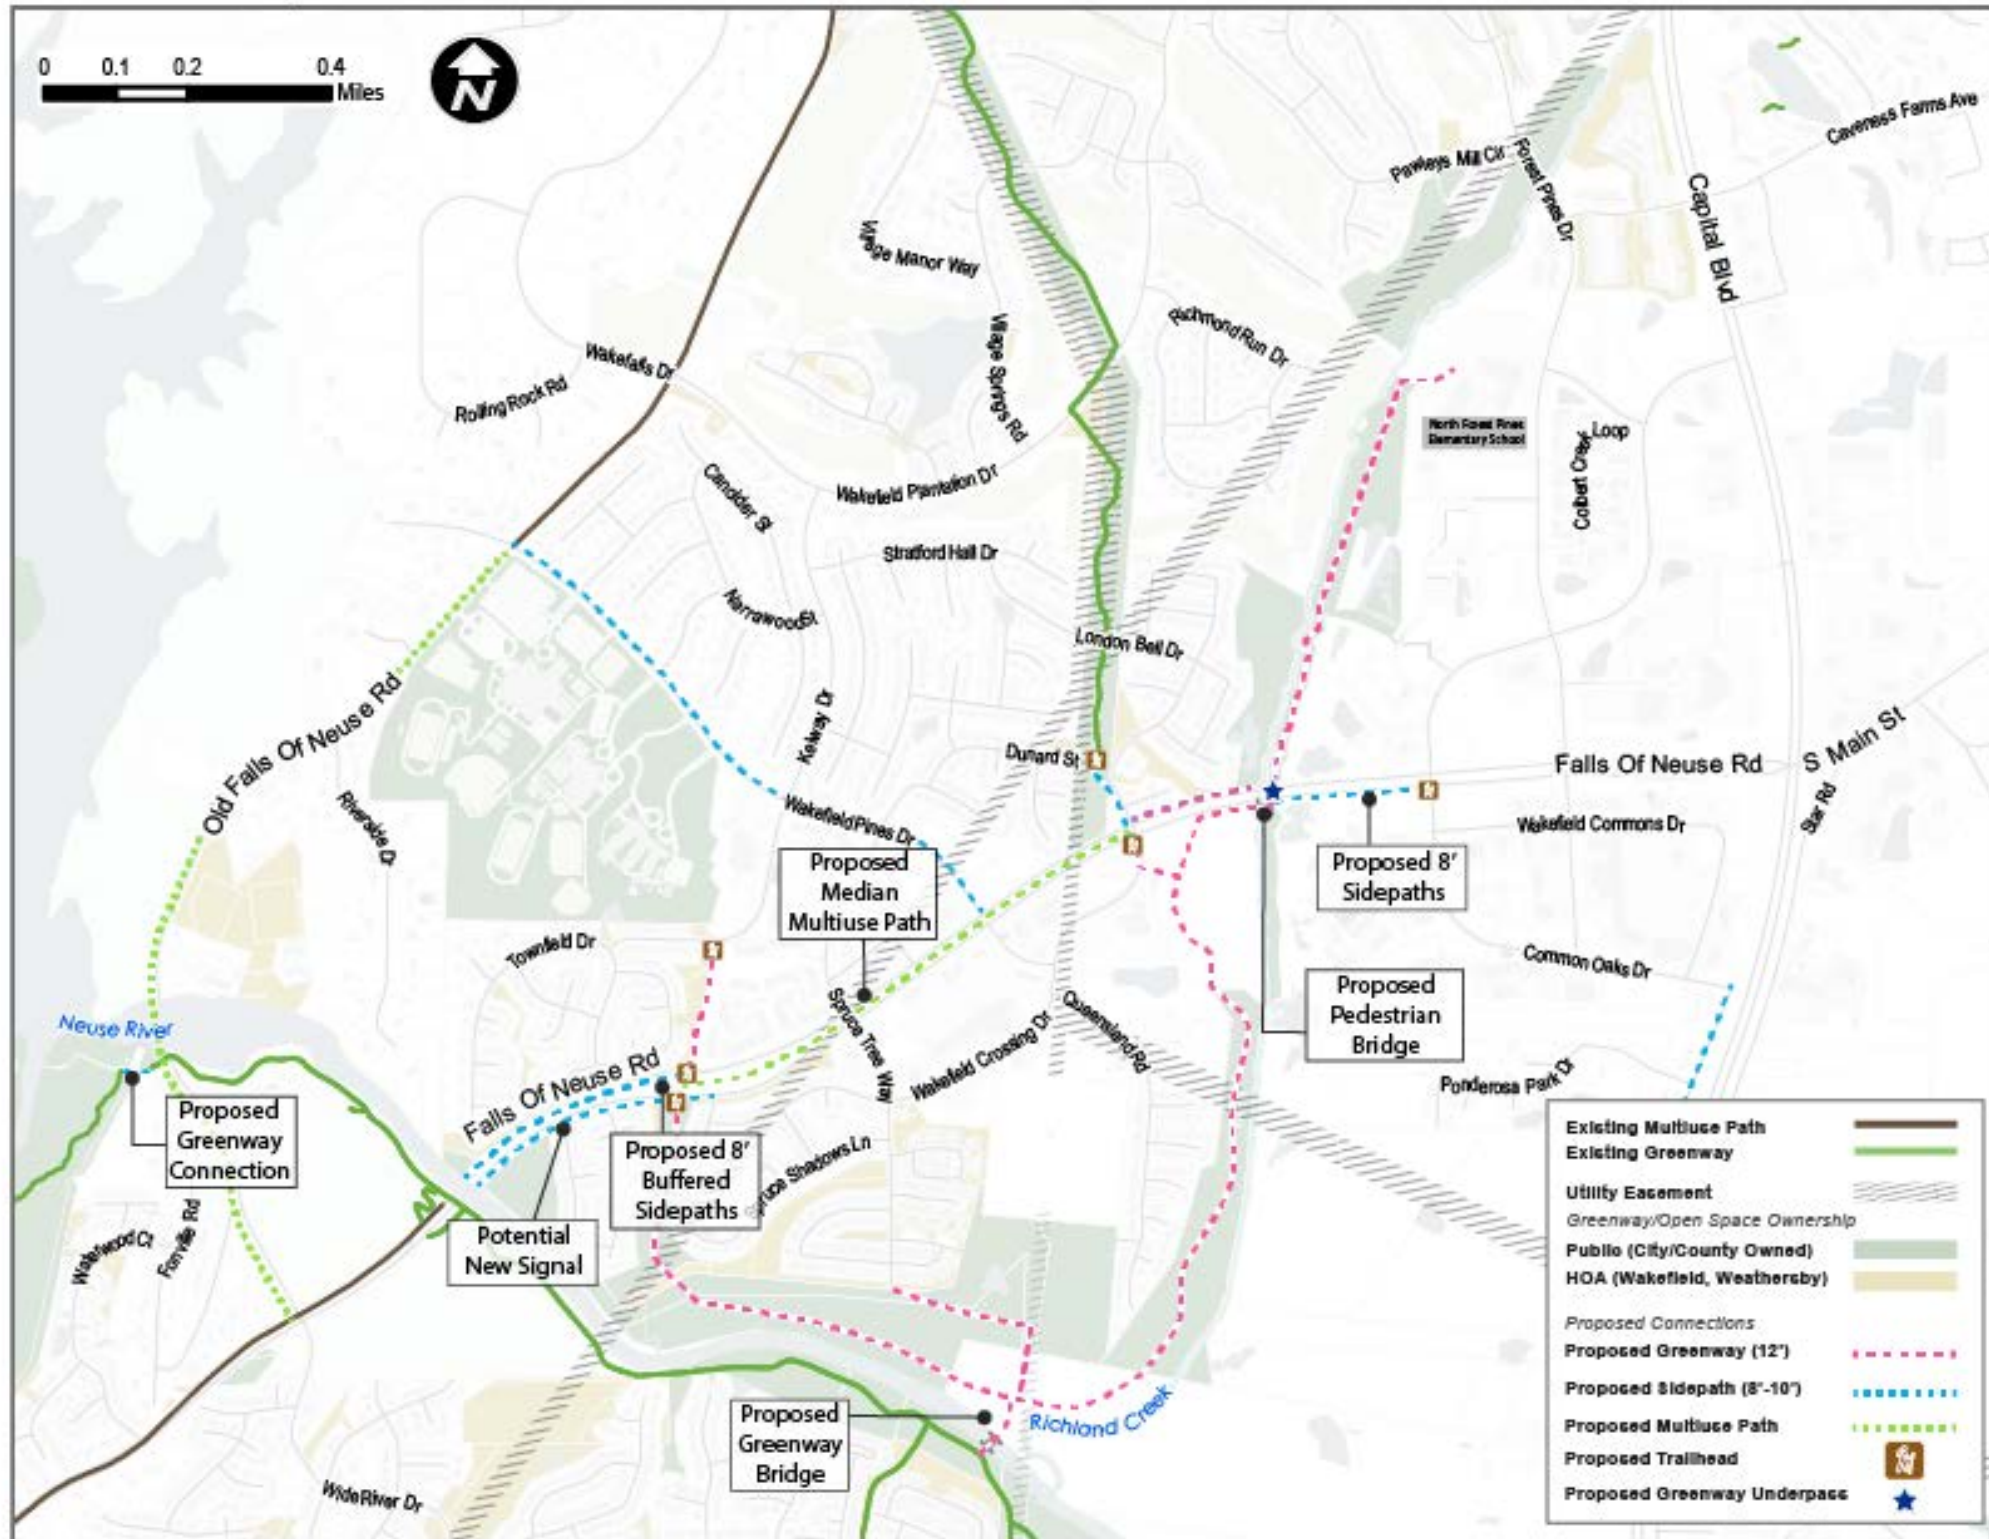 0 0.1 0.2 0.4
Miles
N
Caveness Farms Ave
Pawleys Mill Cir
Forest Pines Dr
Capital Blvd
Village Manor Way
Village Springs Rd
Richmond Run Dr
Wakefalls Dr
Rolling Rock Rd
North Forest Pines
Elementary School
Loop
Colbert Creek
Canolder St
Wakefield Plantation Dr
Stratford Hall Dr
Narrawood St
London Bell Dr
Old Falls Of Neuse Rd
Kelway Dr
Dunard St
Falls Of Neuse Rd
S Main St
Star Rd
Riverside Dr
Wakefield Pines Dr
Wakefield Commons Dr
Proposed
Median
Multiuse Path
Proposed 8'
Sidepaths
Townfield Dr
Common Oaks Dr
Proposed
Pedestrian
Bridge
Neuse River
Spruce Tree Way
Wakefield Crossing Dr
Queensland Rd
Ponderosa Park Dr
Falls Of Neuse Rd
Proposed
Greenway
Connection
Proposed 8'
Buffered
Sidepaths
Spruce Shadows Ln
Waterwood Ct
Fonville Rd
Potential
New Signal
Proposed
Greenway
Bridge
Richland Creek
Wide River Dr
Existing Multiuse Path
Existing Greenway
Utility Easement
Greenway/Open Space Ownership
Public (City/County Owned)
HOA (Wakefield, Weathersby)
Proposed Connections
Proposed Greenway (12')
Proposed Sidepath (8'-10')
Proposed Multiuse Path
Proposed Trailhead
Proposed Greenway Underpass